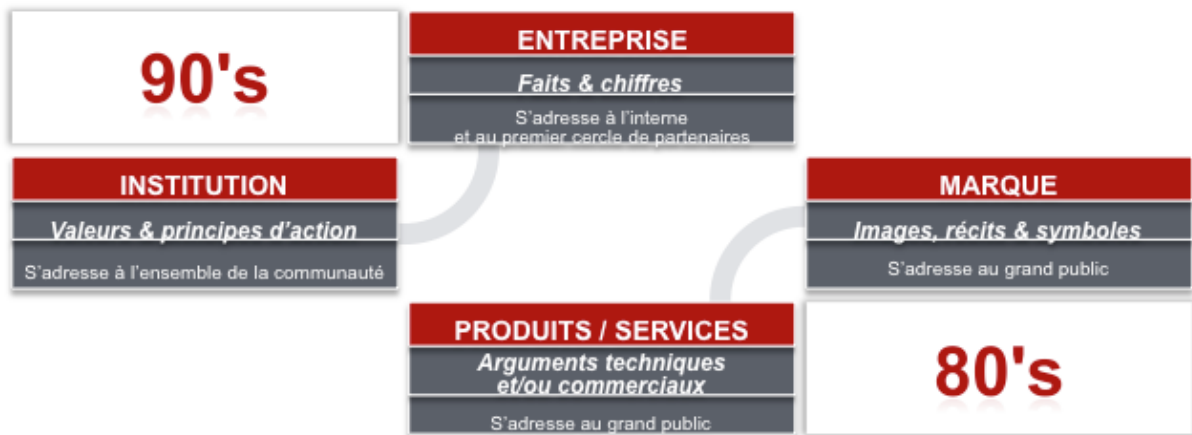 90's
ENTREPRISE
Faits & chiffres
S'adresse à l'interne
et au premier cercle de partenaires
INSTITUTION
Valeurs & principes d'action
S'adresse à l'ensemble de la communauté
MARQUE
Images, récits & symboles
S'adresse au grand public
PRODUITS / SERVICES
Arguments techniques
et/ou commerciaux
S'adresse au grand public
80's